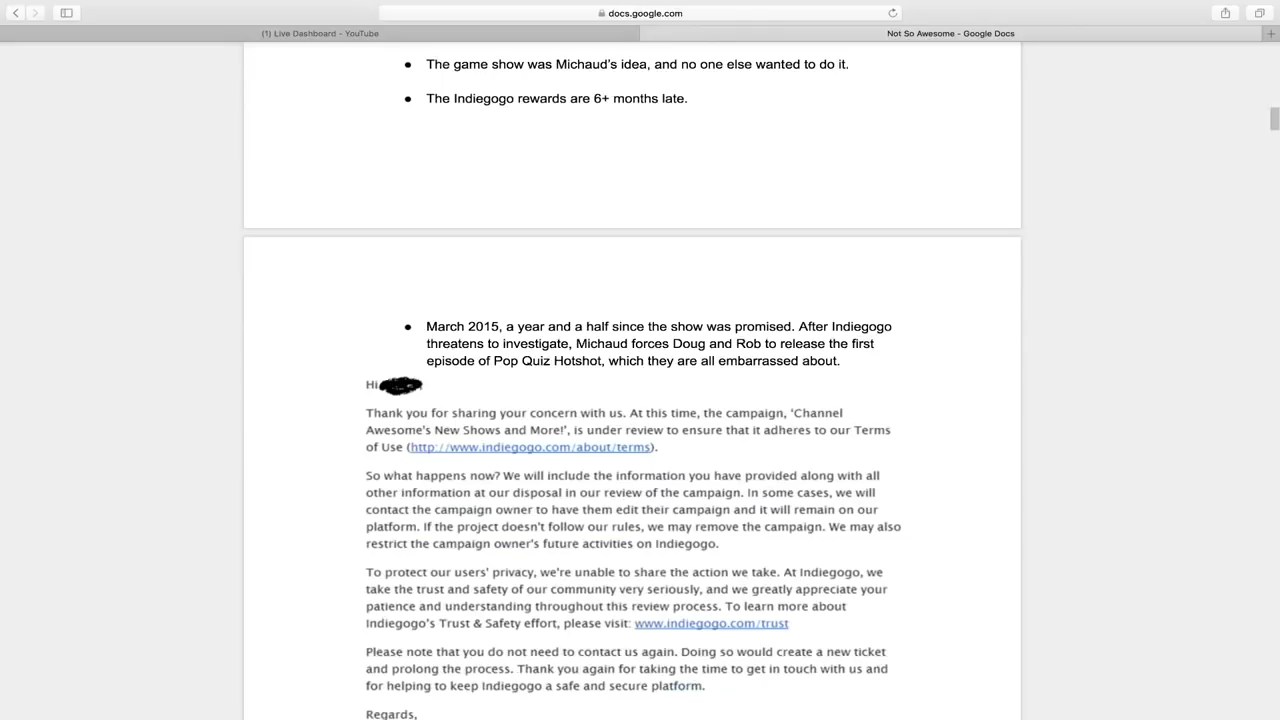 docs.google.com
(1) Live Dashboard - YouTube
Not So Awesome - Google Docs
• The game show was Michaud's idea, and no one else wanted to do it.
• The Indiegogo rewards are 6+ months late.
• March 2015, a year and a half since the show was promised. After Indiegogo
threatens to investigate, Michaud forces Doug and Rob to release the first
episode of Pop Quiz Hotshot, which they are all embarrassed about.
Hi
Thank you for sharing your concern with us. At this time, the campaign, 'Channel
Awesome's New Shows and More!', is under review to ensure that it adheres to our Terms
of Use (http://www.indiegogo.com/about/terms).
So what happens now? We will include the information you have provided along with all
other information at our disposal in our review of the campaign. In some cases, we will
contact the campaign owner to have them edit their campaign and it will remain on our
platform. If the project doesn't follow our rules, we may remove the campaign. We may also
restrict the campaign owner's future activities on Indiegogo.
To protect our users' privacy, we're unable to share the action we take. At Indiegogo, we
take the trust and safety of our community very seriously, and we greatly appreciate your
patience and understanding throughout this review process. To learn more about
Indiegogo's Trust & Safety effort, please visit: www.indiegogo.com/trust
Please note that you do not need to contact us again. Doing so would create a new ticket
and prolong the process. Thank you again for taking the time to get in touch with us and
for helping to keep Indiegogo a safe and secure platform.
Regards,